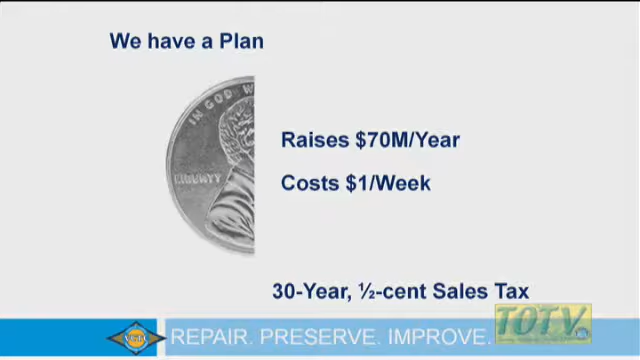 We have a Plan
IN GOD W
LIBERTY
Raises $70M/Year
Costs $1/Week
30-Year, ½-cent Sales Tax
VCTC
REPAIR. PRESERVE. IMPROVE.
TOTV